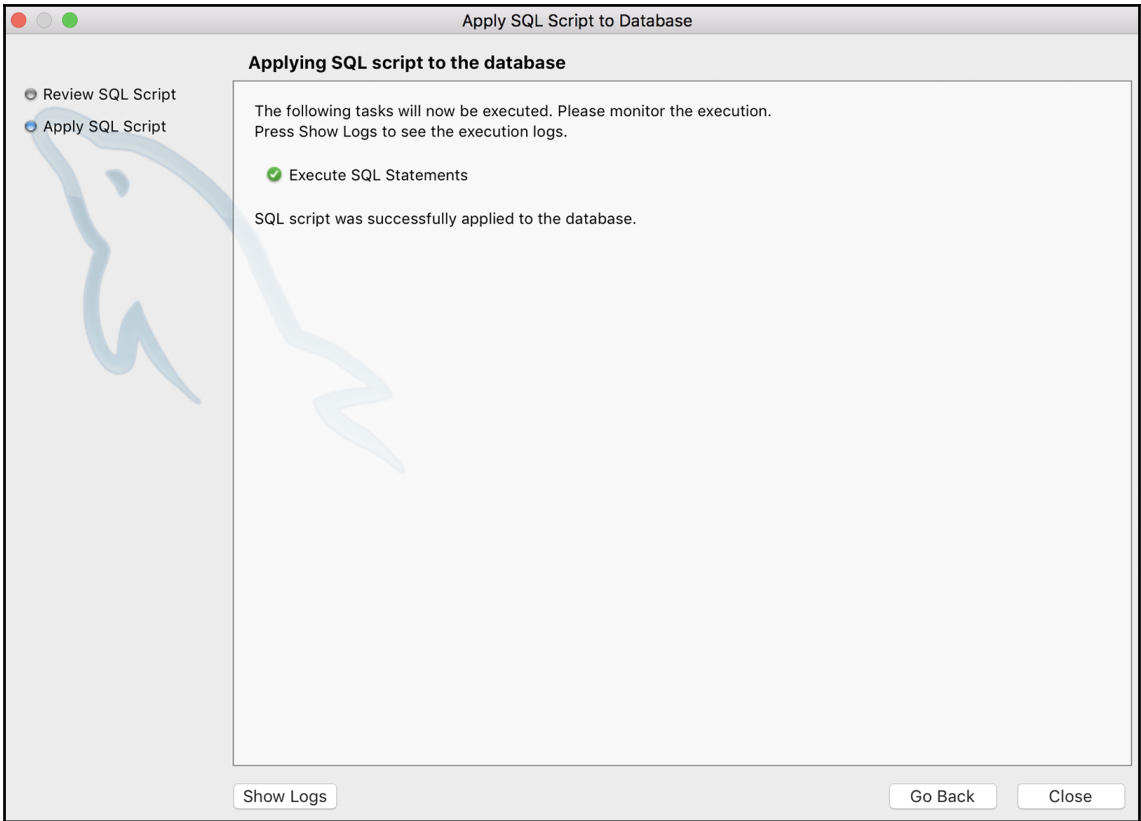 Apply SQL Script to Database
Applying SQL script to the database
Review SQL Script
Apply SQL Script
The following tasks will now be executed. Please monitor the execution.
Press Show Logs to see the execution logs.
Execute SQL Statements
SQL script was successfully applied to the database.
Show Logs
Go Back
Close